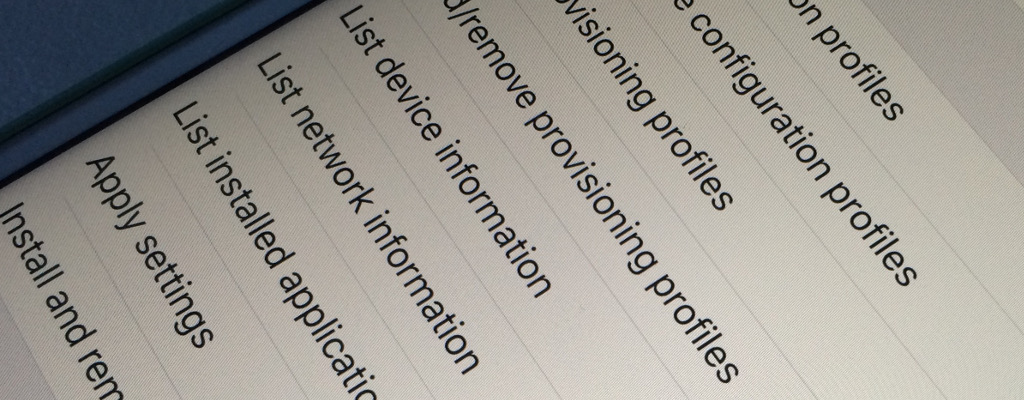 on profiles
e configuration profiles
visioning profiles
d/remove provisioning profiles
List device information
List network information
List installed applicatio
Apply settings
Install and rem